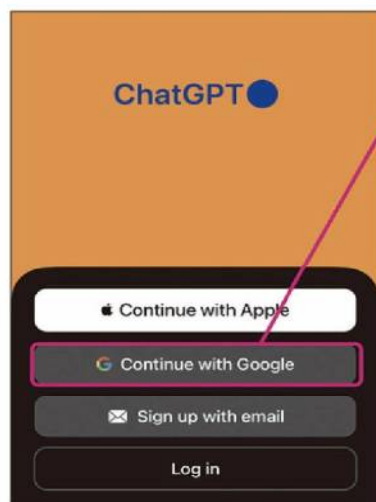 ChatGPT
Continue with Apple
Continue with Google
Sign up with email
Log in